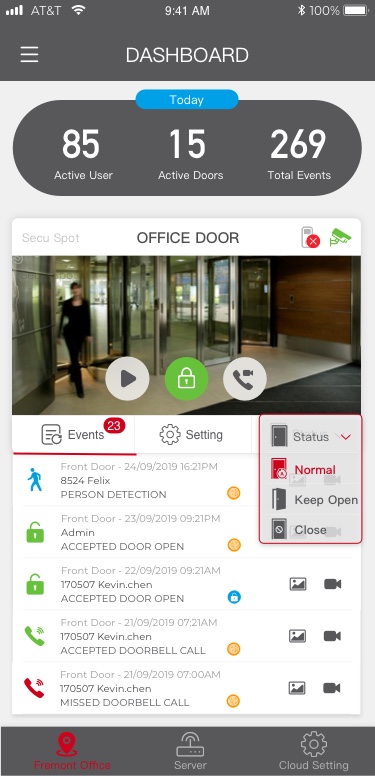 AT&T 9:41 AM 100%
DASHBOARD
Today
85 15 269
Active User Active Doors Total Events
Secu Spot OFFICE DOOR
Events 23 Setting Status
Normal
Keep Open
Close
Front Door - 24/09/2019 16:21PM
8524 Felix
PERSON DETECTION
Front Door - 23/09/2019 09:21PM
Admin
ACCEPTED DOOR OPEN
Front Door - 22/09/2019 09:21AM
170507 Kevin.chen
ACCEPTED DOOR OPEN
Front Door - 21/09/2019 07:21AM
170507 Kevin.chen
ACCEPTED DOORBELL CALL
Front Door - 21/09/2019 07:00AM
170507 Kevin.chen
MISSED DOORBELL CALL
Fremont Office Server Cloud Setting